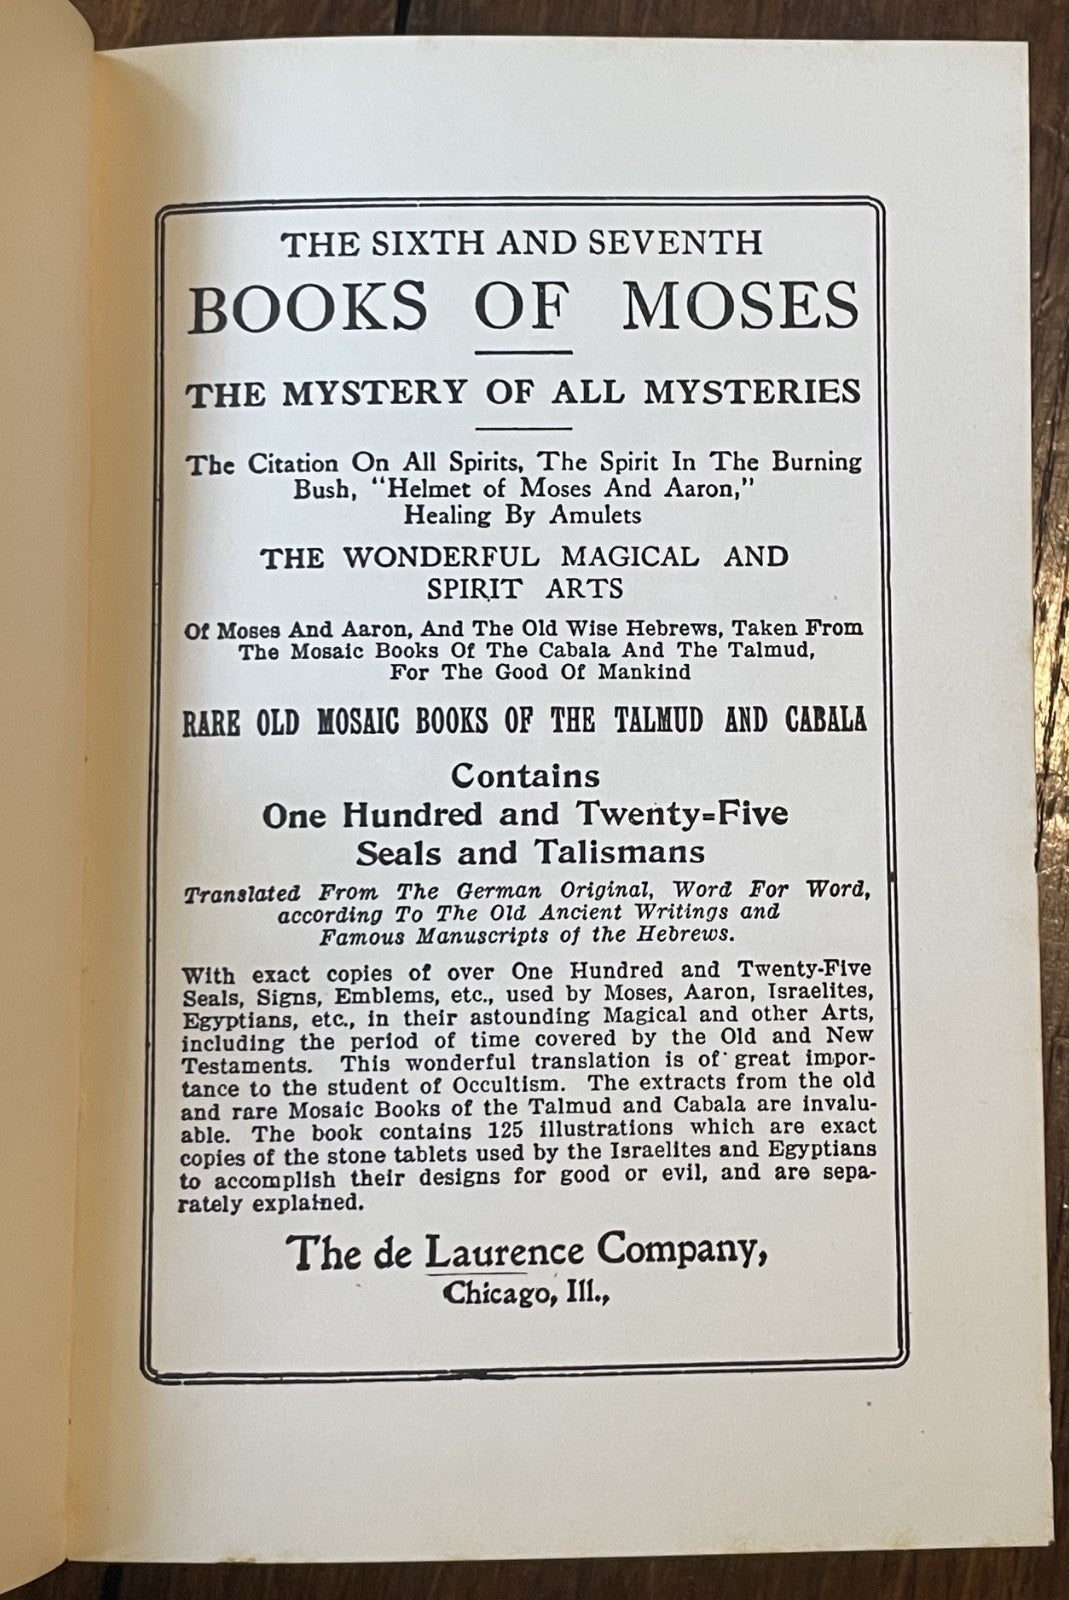 THE SIXTH AND SEVENTH
BOOKS OF MOSES
THE MYSTERY OF ALL MYSTERIES
The Citation On All Spirits, The Spirit In The Burning
Bush, "Helmet of Moses And Aaron,"
Healing By Amulets
THE WONDERFUL MAGICAL AND
SPIRIT ARTS
Of Moses And Aaron, And The Old Wise Hebrews, Taken From
The Mosaic Books Of The Cabala And The Talmud,
For The Good Of Mankind
RARE OLD MOSAIC BOOKS OF THE TALMUD AND CABALA
Contains
One Hundred and Twenty=Five
Seals and Talismans
Translated From The German Original, Word For Word,
according To The Old Ancient Writings and
Famous Manuscripts of the Hebrews.
With exact copies of over One Hundred and Twenty-Five
Seals, Signs, Emblems, etc., used by Moses, Aaron, Israelites,
Egyptians, etc., in their astounding Magical and other Arts,
including the period of time covered by the Old and New
Testaments. This wonderful translation is of great impor-
tance to the student of Occultism. The extracts from the old
and rare Mosaic Books of the Talmud and Cabala are invalu-
able. The book contains 125 illustrations which are exact
copies of the stone tablets used by the Israelites and Egyptians
to accomplish their designs for good or evil, and are sepa-
rately explained.
The de Laurence Company,
Chicago, Ill.,